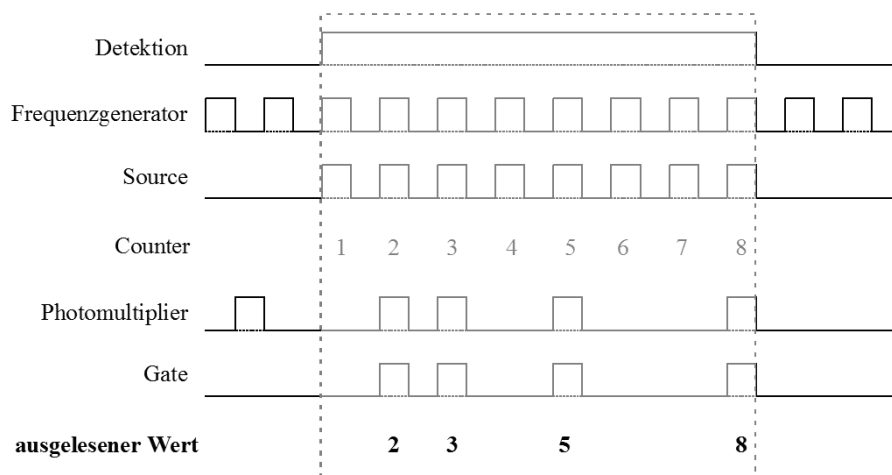 Detektion
Frequenzgenerator
Source
Counter 1 2 3 4 5 6 7 8
Photomultiplier
Gate
ausgelesener Wert 2 3 5 8